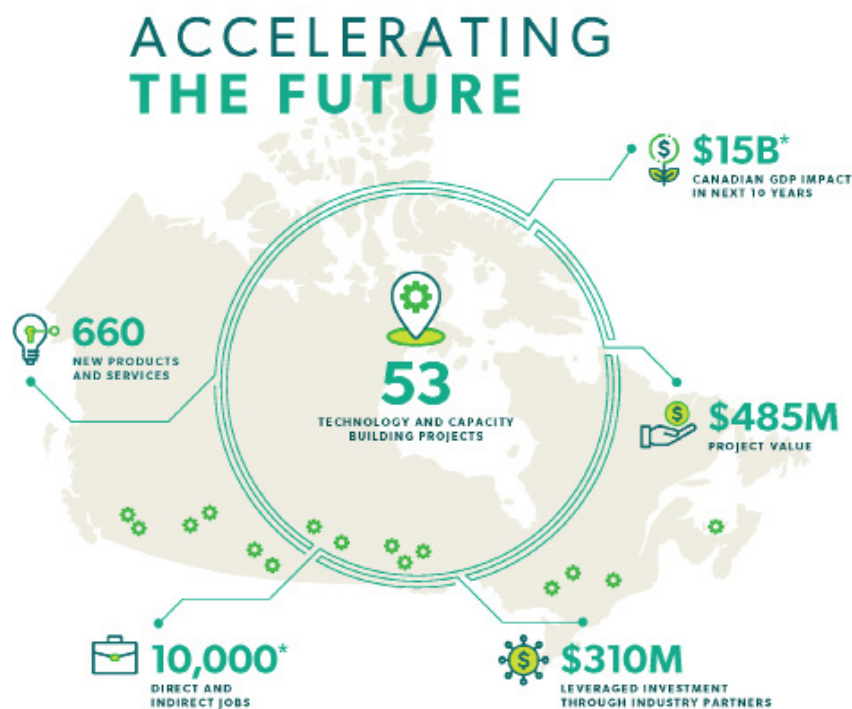 ACCELERATING
THE FUTURE
$15B*
CANADIAN GDP IMPACT
IN NEXT 10 YEARS
660
NEW PRODUCTS
AND SERVICES
53
TECHNOLOGY AND CAPACITY
BUILDING PROJECTS
$485M
PROJECT VALUE
10,000*
DIRECT AND
INDIRECT JOBS
$310M
LEVERAGED INVESTMENT
THROUGH INDUSTRY PARTNERS